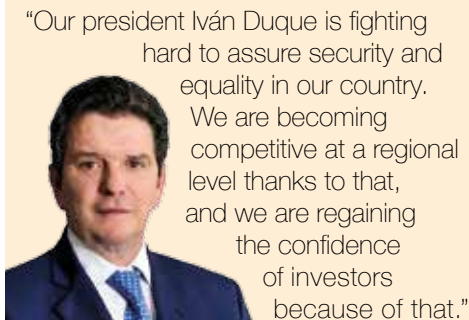 “Our president Iván Duque is fighting
hard to assure security and
equality in our country.
We are becoming
competitive at a regional
level thanks to that,
and we are regaining
the confidence
of investors
because of that.”